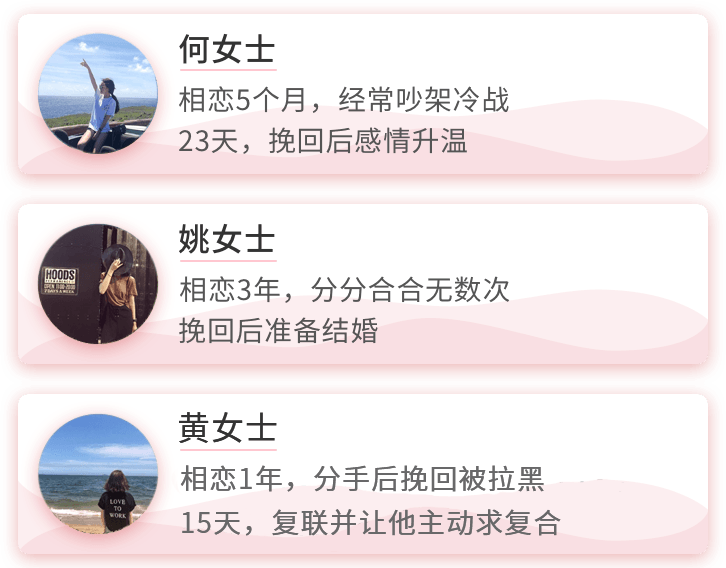 何女士
相恋5个月，经常吵架冷战
23天，挽回后感情升温
姚女士
HOODS
相恋3年，分分合合无数次
挽回后准备结婚
黄女士
相恋1年，分手后挽回被拉黑
LOVE
TO
WORK
15天，复联并让他主动求复合